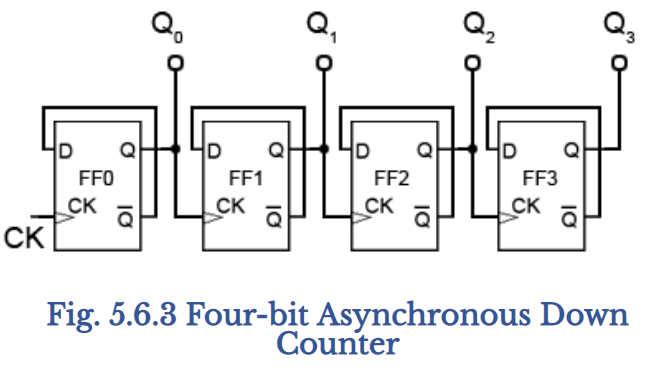 Q₀ Q₁ Q₂ Q₃
D Q D Q D Q D Q
FF0 FF1 FF2 FF3
CK Q̅ CK Q̅ CK Q̅ CK Q̅
CK
Fig. 5.6.3 Four-bit Asynchronous Down
Counter